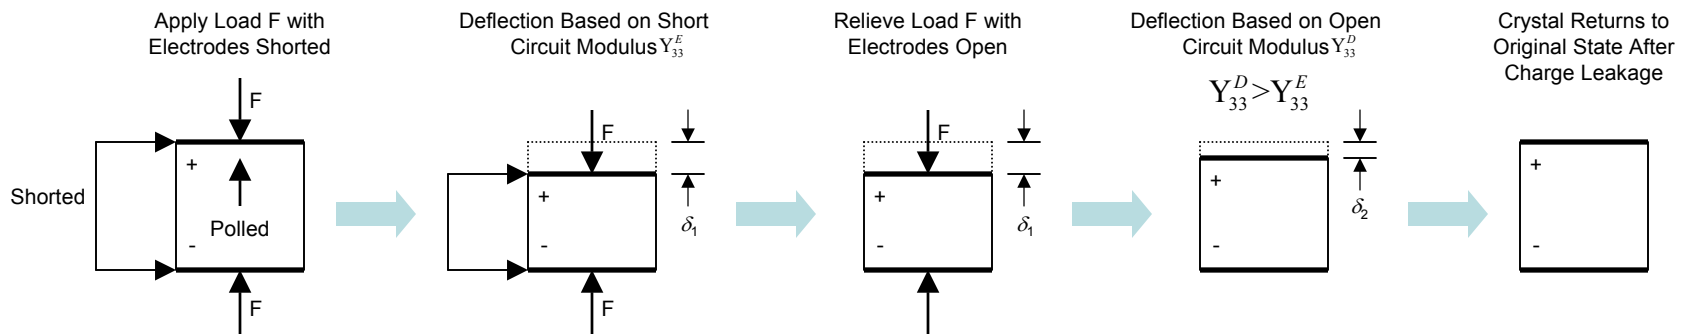 Apply Load F with
Electrodes Shorted
Deflection Based on Short
Circuit Modulus Y₃₃ᴱ
Relieve Load F with
Electrodes Open
Deflection Based on Open
Circuit Modulus Y₃₃ᴰ
Crystal Returns to
Original State After
Charge Leakage
Y₃₃ᴰ>Y₃₃ᴱ
F
+
Shorted
Polled
-
F
F
+
-
δ₁
F
F
+
-
δ₁
+
-
δ₂
+
-